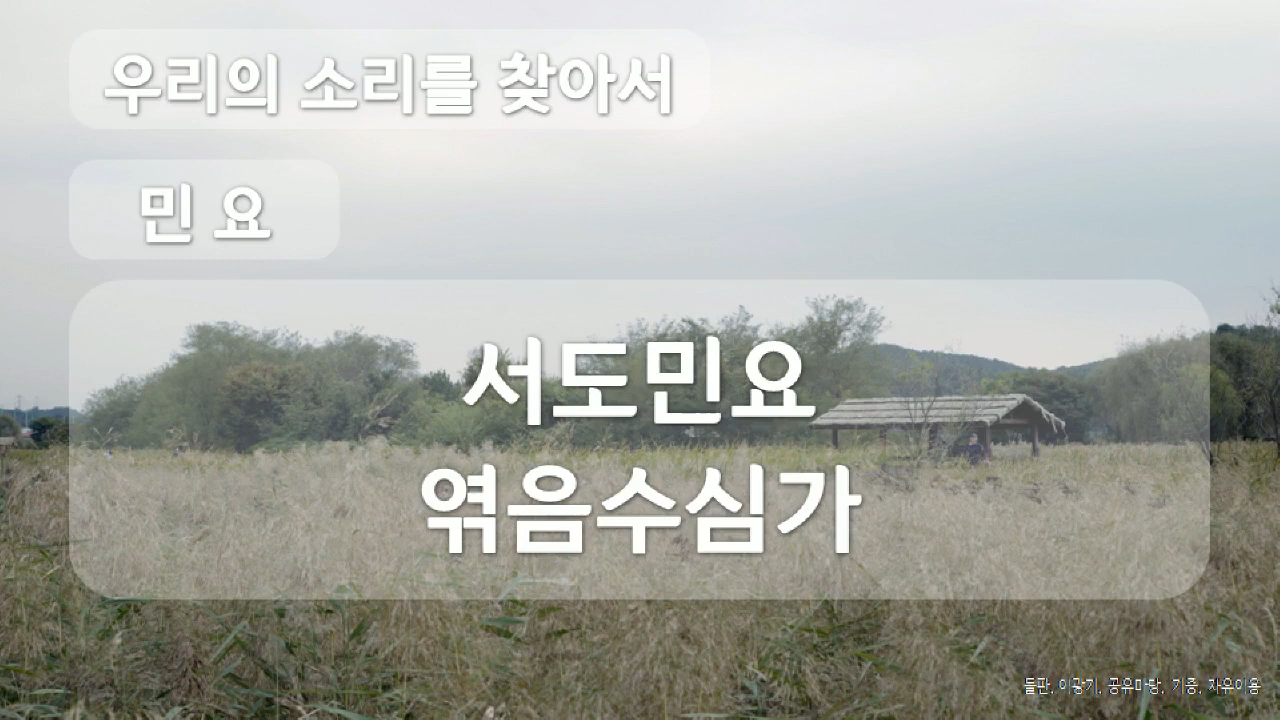 우리의 소리를 찾아서
민 요
서도민요
엮음수심가
들판, 이광기, 공유마당, 기증, 자유이용